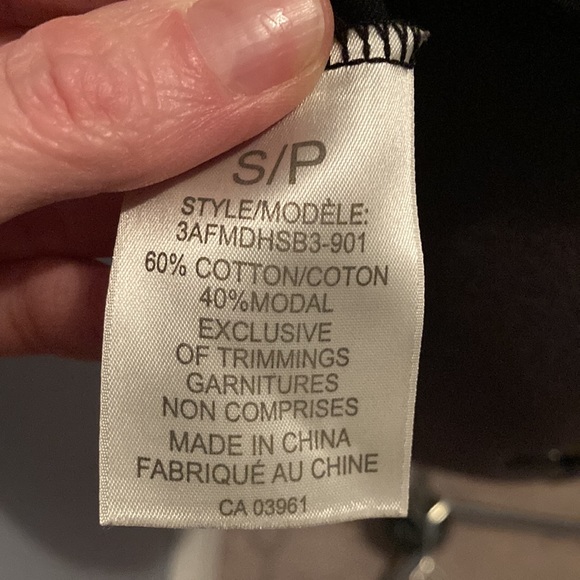 S/P
STYLE/MODÈLE:
3AFMDHSB3-901
60% COTTON/COTON
40%MODAL
EXCLUSIVE
OF TRIMMINGS
GARNITURES
NON COMPRISES
MADE IN CHINA
FABRIQUÉ AU CHINE
CA 03961